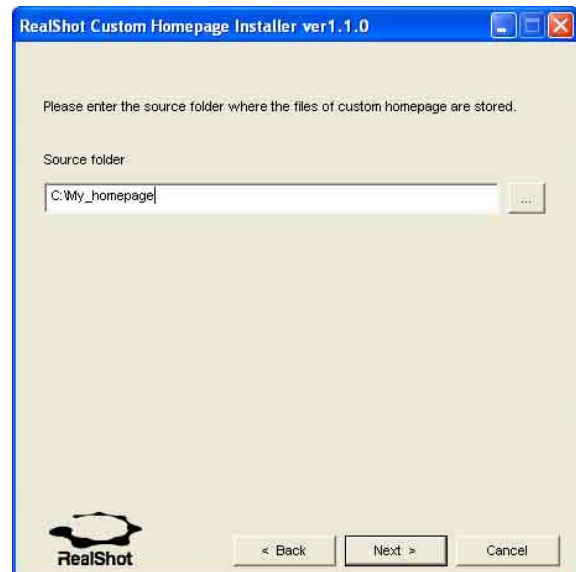 RealShot Custom Homepage Installer ver1.1.0
Please enter the source folder where the files of custom homepage are stored.
Source folder
C:\My_homepage
...
RealShot
< Back
Next >
Cancel